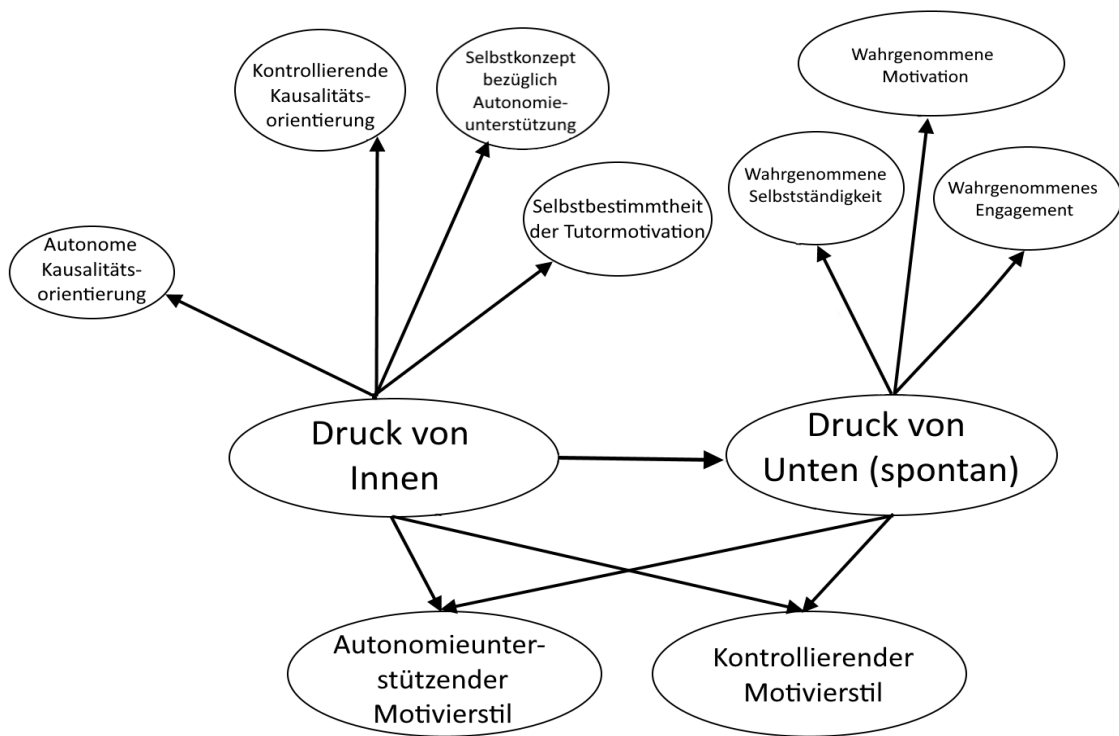 Kontrollierende
Kausalitäts-
orientierung
Selbstkonzept
bezüglich
Autonomie-
unterstützung
Wahrgenommene
Motivation
Wahrgenommene
Selbstständigkeit
Wahrgenommenes
Engagement
Selbstbestimmtheit
der Tutormotivation
Autonome
Kausalitäts-
orientierung
Druck von
Innen
Druck von
Unten (spontan)
Autonomieunter-
stützender
Motivierstil
Kontrollierender
Motivierstil